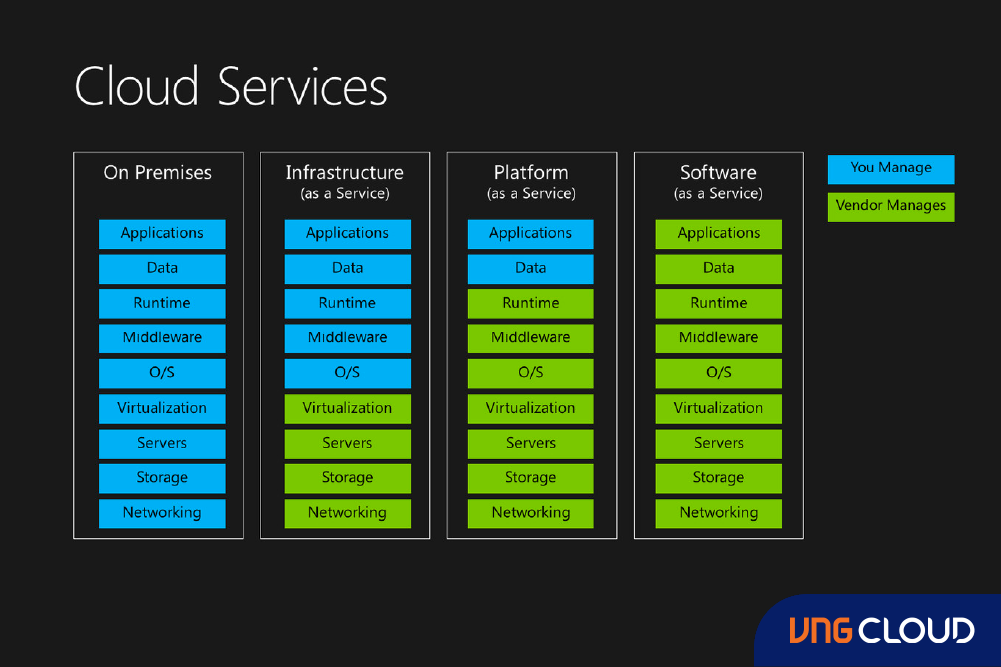 Cloud Services
On Premises
Applications
Data
Runtime
Middleware
O/S
Virtualization
Servers
Storage
Networking
Infrastructure
(as a Service)
Applications
Data
Runtime
Middleware
O/S
Virtualization
Servers
Storage
Networking
Platform
(as a Service)
Applications
Data
Runtime
Middleware
O/S
Virtualization
Servers
Storage
Networking
Software
(as a Service)
Applications
Data
Runtime
Middleware
O/S
Virtualization
Servers
Storage
Networking
You Manage
Vendor Manages
VNG CLOUD